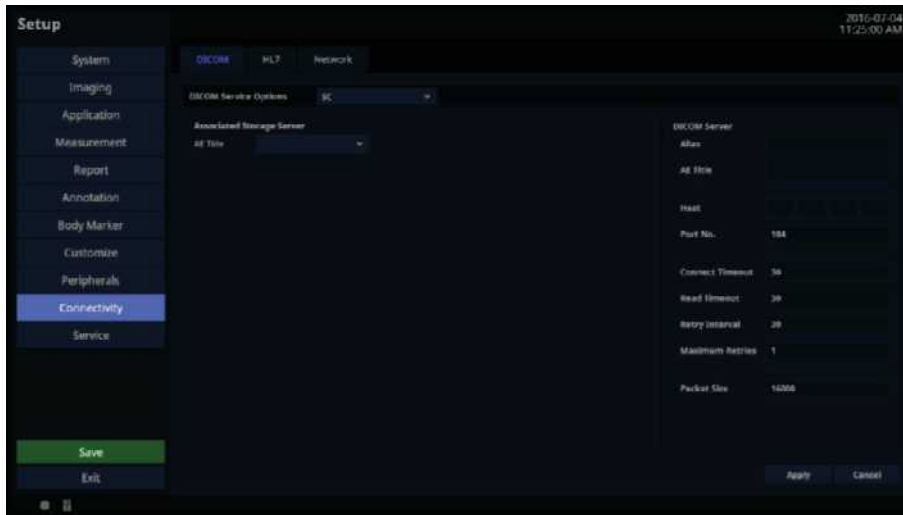 Setup
2016-07-04
11:25:00 AM
System
Imaging
Application
Measurement
Report
Annotation
Body Marker
Customize
Peripherals
Connectivity
Service
Save
Exit
DICOM HL7 Network
DICOM Service Options SC
Associated Storage Server
AE Title
DICOM Server
Alias
AE Title
Host
Port No. 104
Connect Timeout 30
Read Timeout 30
Retry Interval 30
Maximum Retries 1
Packet Size
Apply Cancel